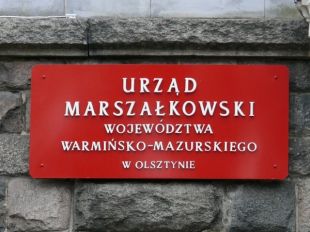 URZĄD
MARSZAŁKOWSKI
WOJEWÓDZTWA
WARMIŃSKO-MAZURSKIEGO
W OLSZTYNIE